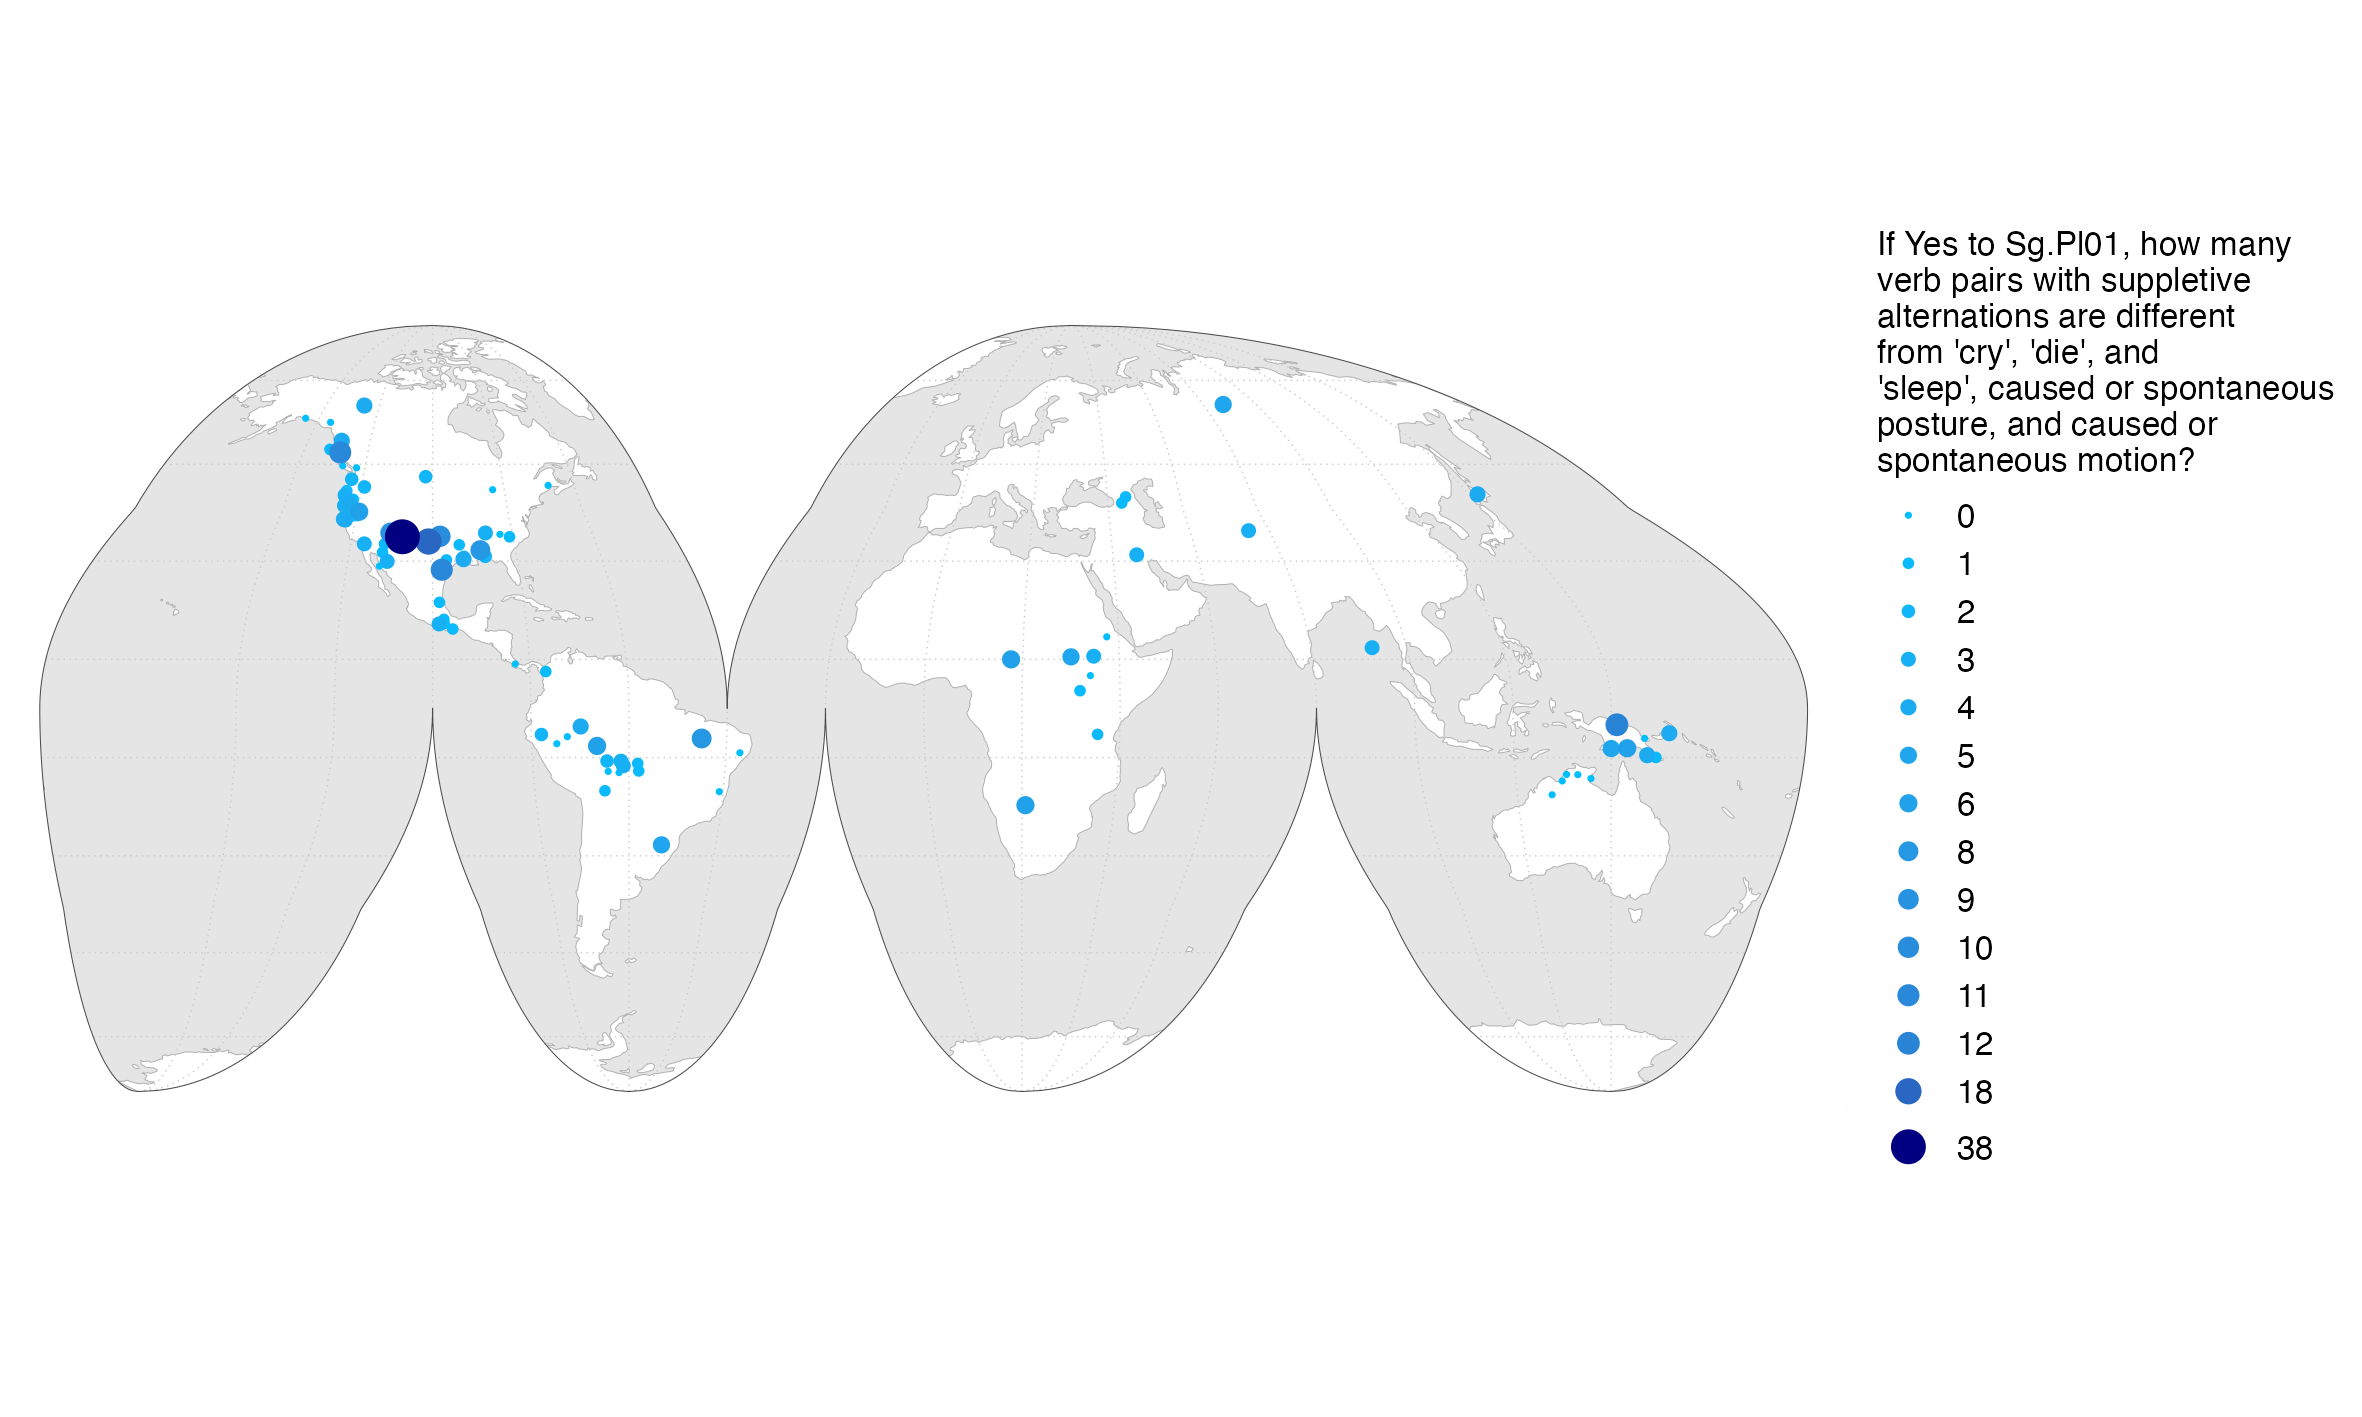 If Yes to Sg.Pl01, how many
verb pairs with suppletive
alternations are different
from 'cry', 'die', and
'sleep', caused or spontaneous
posture, and caused or
spontaneous motion?
0
1
2
3
4
5
6
8
9
10
11
12
18
38